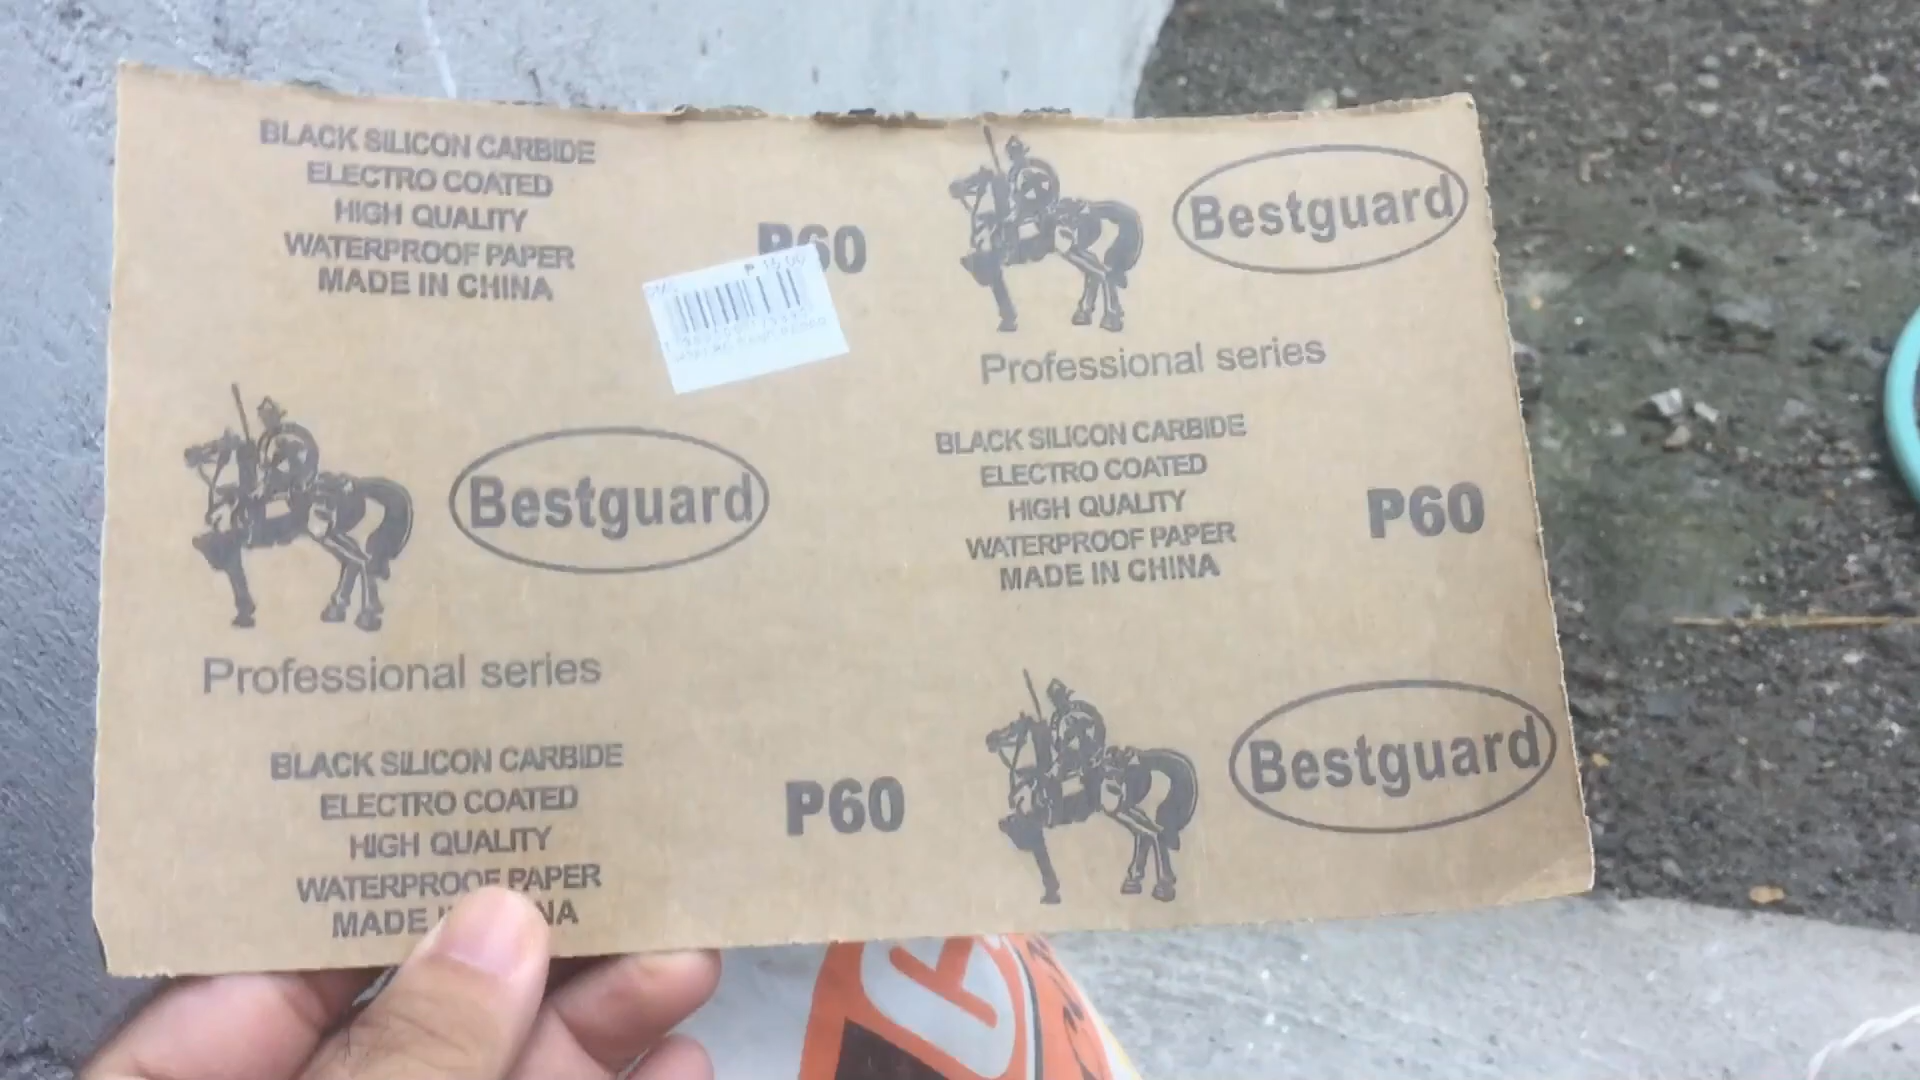 BLACK SILICON CARBIDE
ELECTRO COATED
HIGH QUALITY
WATERPROOF PAPER
MADE IN CHINA
P60
Bestguard
Professional series
Bestguard
Professional series
BLACK SILICON CARBIDE
ELECTRO COATED
HIGH QUALITY
WATERPROOF PAPER
MADE IN CHINA
P60
BLACK SILICON CARBIDE
ELECTRO COATED
HIGH QUALITY
WATERPROOF PAPER
MADE
P60
Bestguard